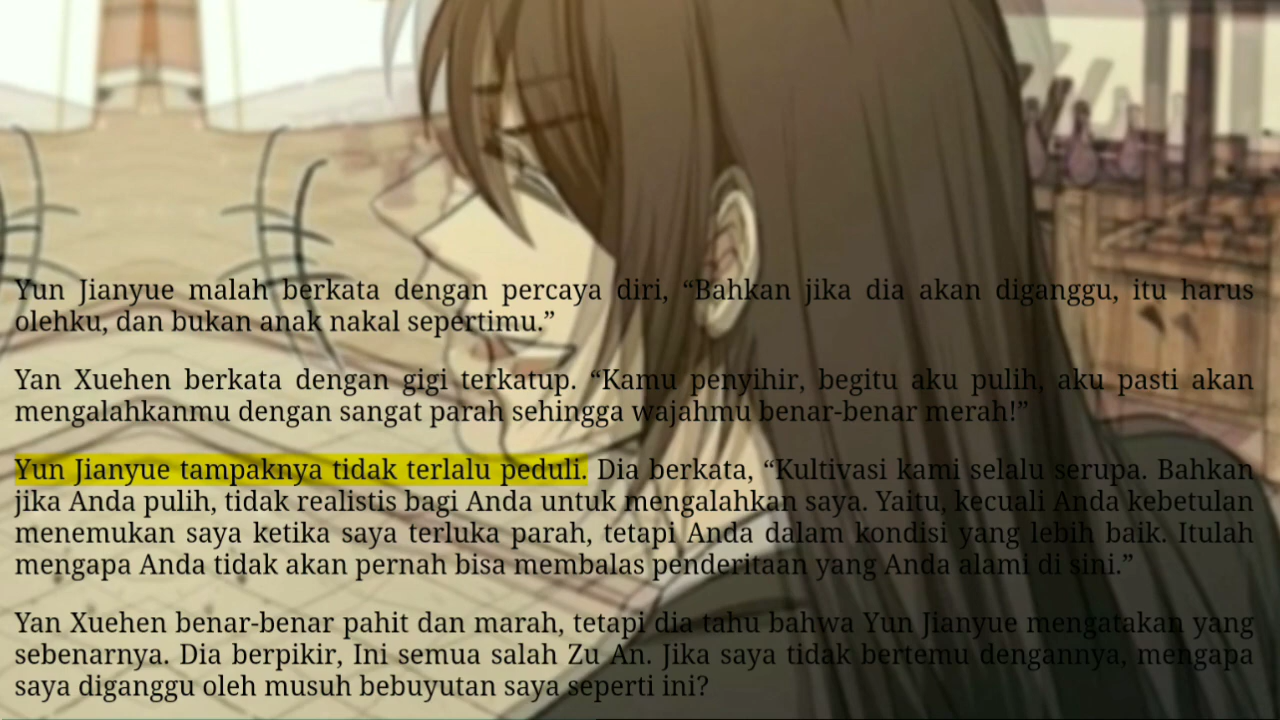 Yun Jianyue malah berkata dengan percaya diri, “Bahkan jika dia akan diganggu, itu harus
olehku, dan bukan anak nakal sepertimu.”
Yan Xuehen berkata dengan gigi terkatup. “Kamu penyihir, begitu aku pulih, aku pasti akan
mengalahkanmu dengan sangat parah sehingga wajahmu benar-benar merah!”
Yun Jianyue tampaknya tidak terlalu peduli. Dia berkata, “Kultivasi kami selalu serupa. Bahkan
jika Anda pulih, tidak realistis bagi Anda untuk mengalahkan saya. Yaitu, kecuali Anda kebetulan
menemukan saya ketika saya terluka parah, tetapi Anda dalam kondisi yang lebih baik. Itulah
mengapa Anda tidak akan pernah bisa membalas penderitaan yang Anda alami di sini.”
Yan Xuehen benar-benar pahit dan marah, tetapi dia tahu bahwa Yun Jianyue mengatakan yang
sebenarnya. Dia berpikir, Ini semua salah Zu An. Jika saya tidak bertemu dengannya, mengapa
saya diganggu oleh musuh bebuyutan saya seperti ini?